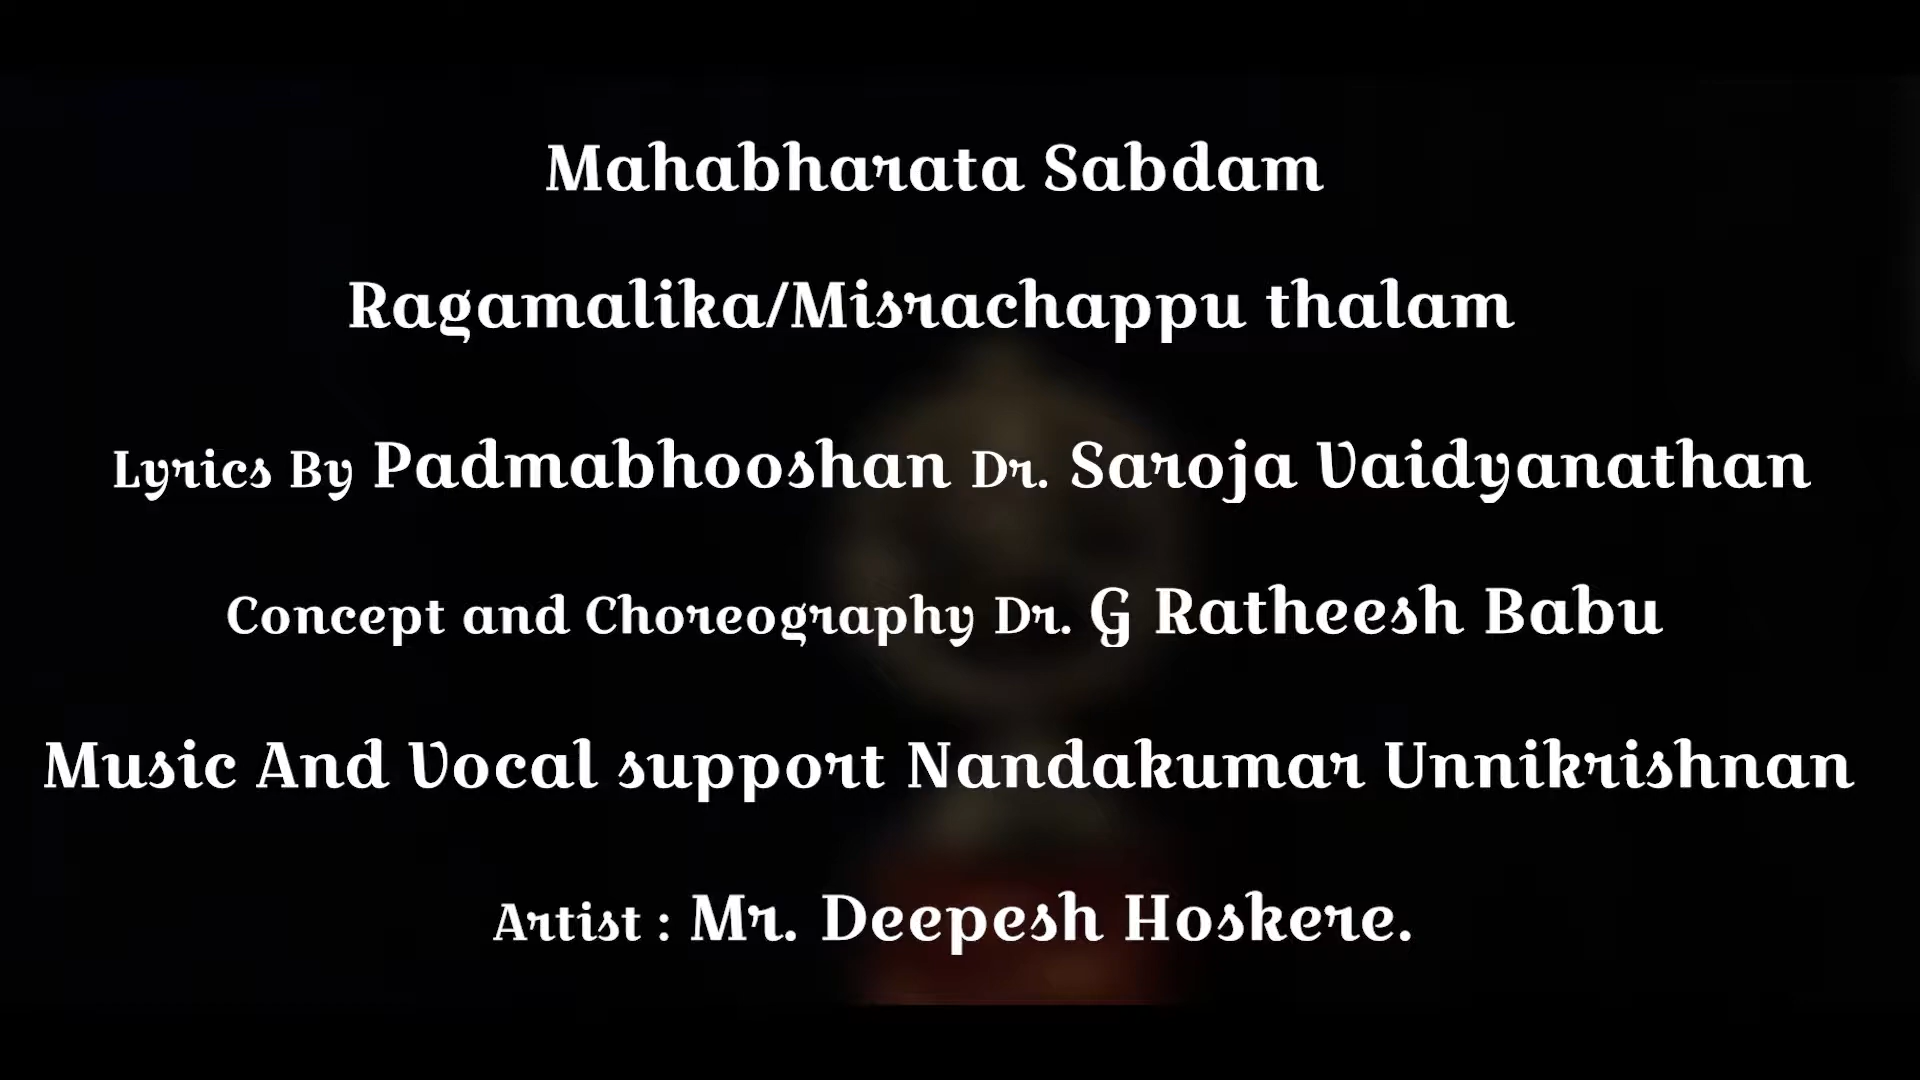 Mahabharata Sabdam
Ragamalika/Misrachappu thalam
Lyrics By Padmabhooshan Dr. Saroja Vaidyanathan
Concept and Choreography Dr. G Ratheesh Babu
Music And Vocal support Nandakumar Unnikrishnan
Artist : Mr. Deepesh Hoskere.